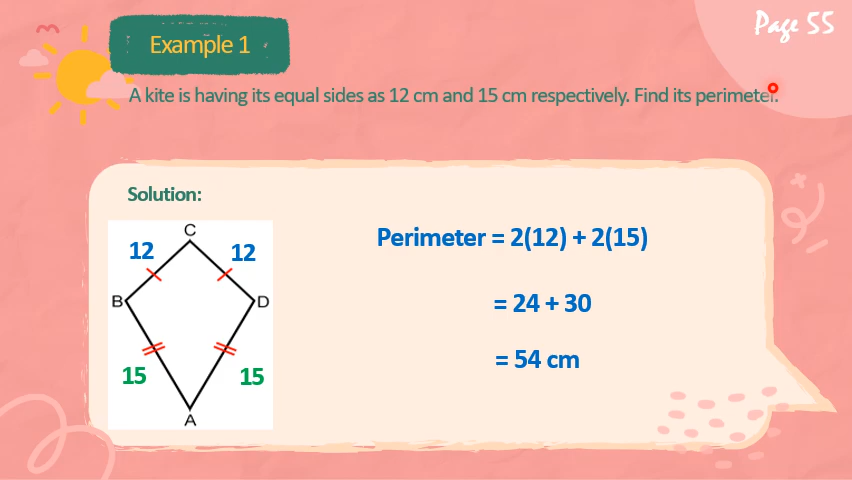 Page 55
Example 1
A kite is having its equal sides as 12 cm and 15 cm respectively. Find its perimeter.
Solution:
C
12
12
B
D
15
15
A
Perimeter = 2(12) + 2(15)
= 24 + 30
= 54 cm